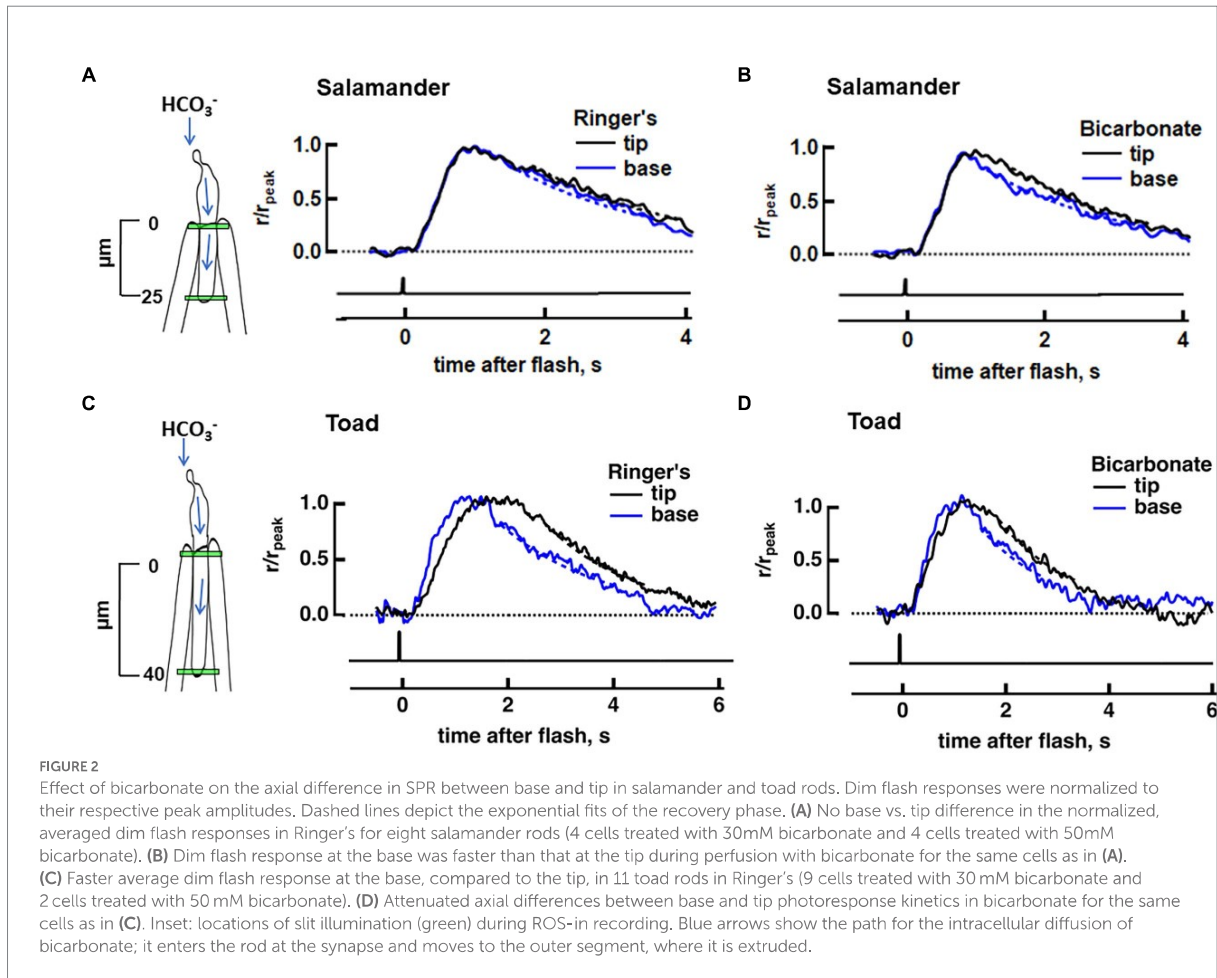 A
HCO₃⁻
0
μm
25
Salamander
Ringer's
tip
base
1.0
0.5
0.0
r/rpeak
0 2 4
time after flash, s
B
Salamander
Bicarbonate
tip
base
1.0
0.5
0.0
r/rpeak
0 2 4
time after flash, s
C
HCO₃⁻
0
μm
40
Toad
Ringer's
tip
base
1.0
0.5
0.0
r/rpeak
0 2 4 6
time after flash, s
D
Toad
Bicarbonate
tip
base
1.0
0.5
0.0
r/rpeak
0 2 4 6
time after flash, s
FIGURE 2
Effect of bicarbonate on the axial difference in SPR between base and tip in salamander and toad rods. Dim flash responses were normalized to
their respective peak amplitudes. Dashed lines depict the exponential fits of the recovery phase. (A) No base vs. tip difference in the normalized,
averaged dim flash responses in Ringer's for eight salamander rods (4 cells treated with 30mM bicarbonate and 4 cells treated with 50mM
bicarbonate). (B) Dim flash response at the base was faster than that at the tip during perfusion with bicarbonate for the same cells as in (A).
(C) Faster average dim flash response at the base, compared to the tip, in 11 toad rods in Ringer's (9 cells treated with 30 mM bicarbonate and
2 cells treated with 50 mM bicarbonate). (D) Attenuated axial differences between base and tip photoresponse kinetics in bicarbonate for the same
cells as in (C). Inset: locations of slit illumination (green) during ROS-in recording. Blue arrows show the path for the intracellular diffusion of
bicarbonate; it enters the rod at the synapse and moves to the outer segment, where it is extruded.